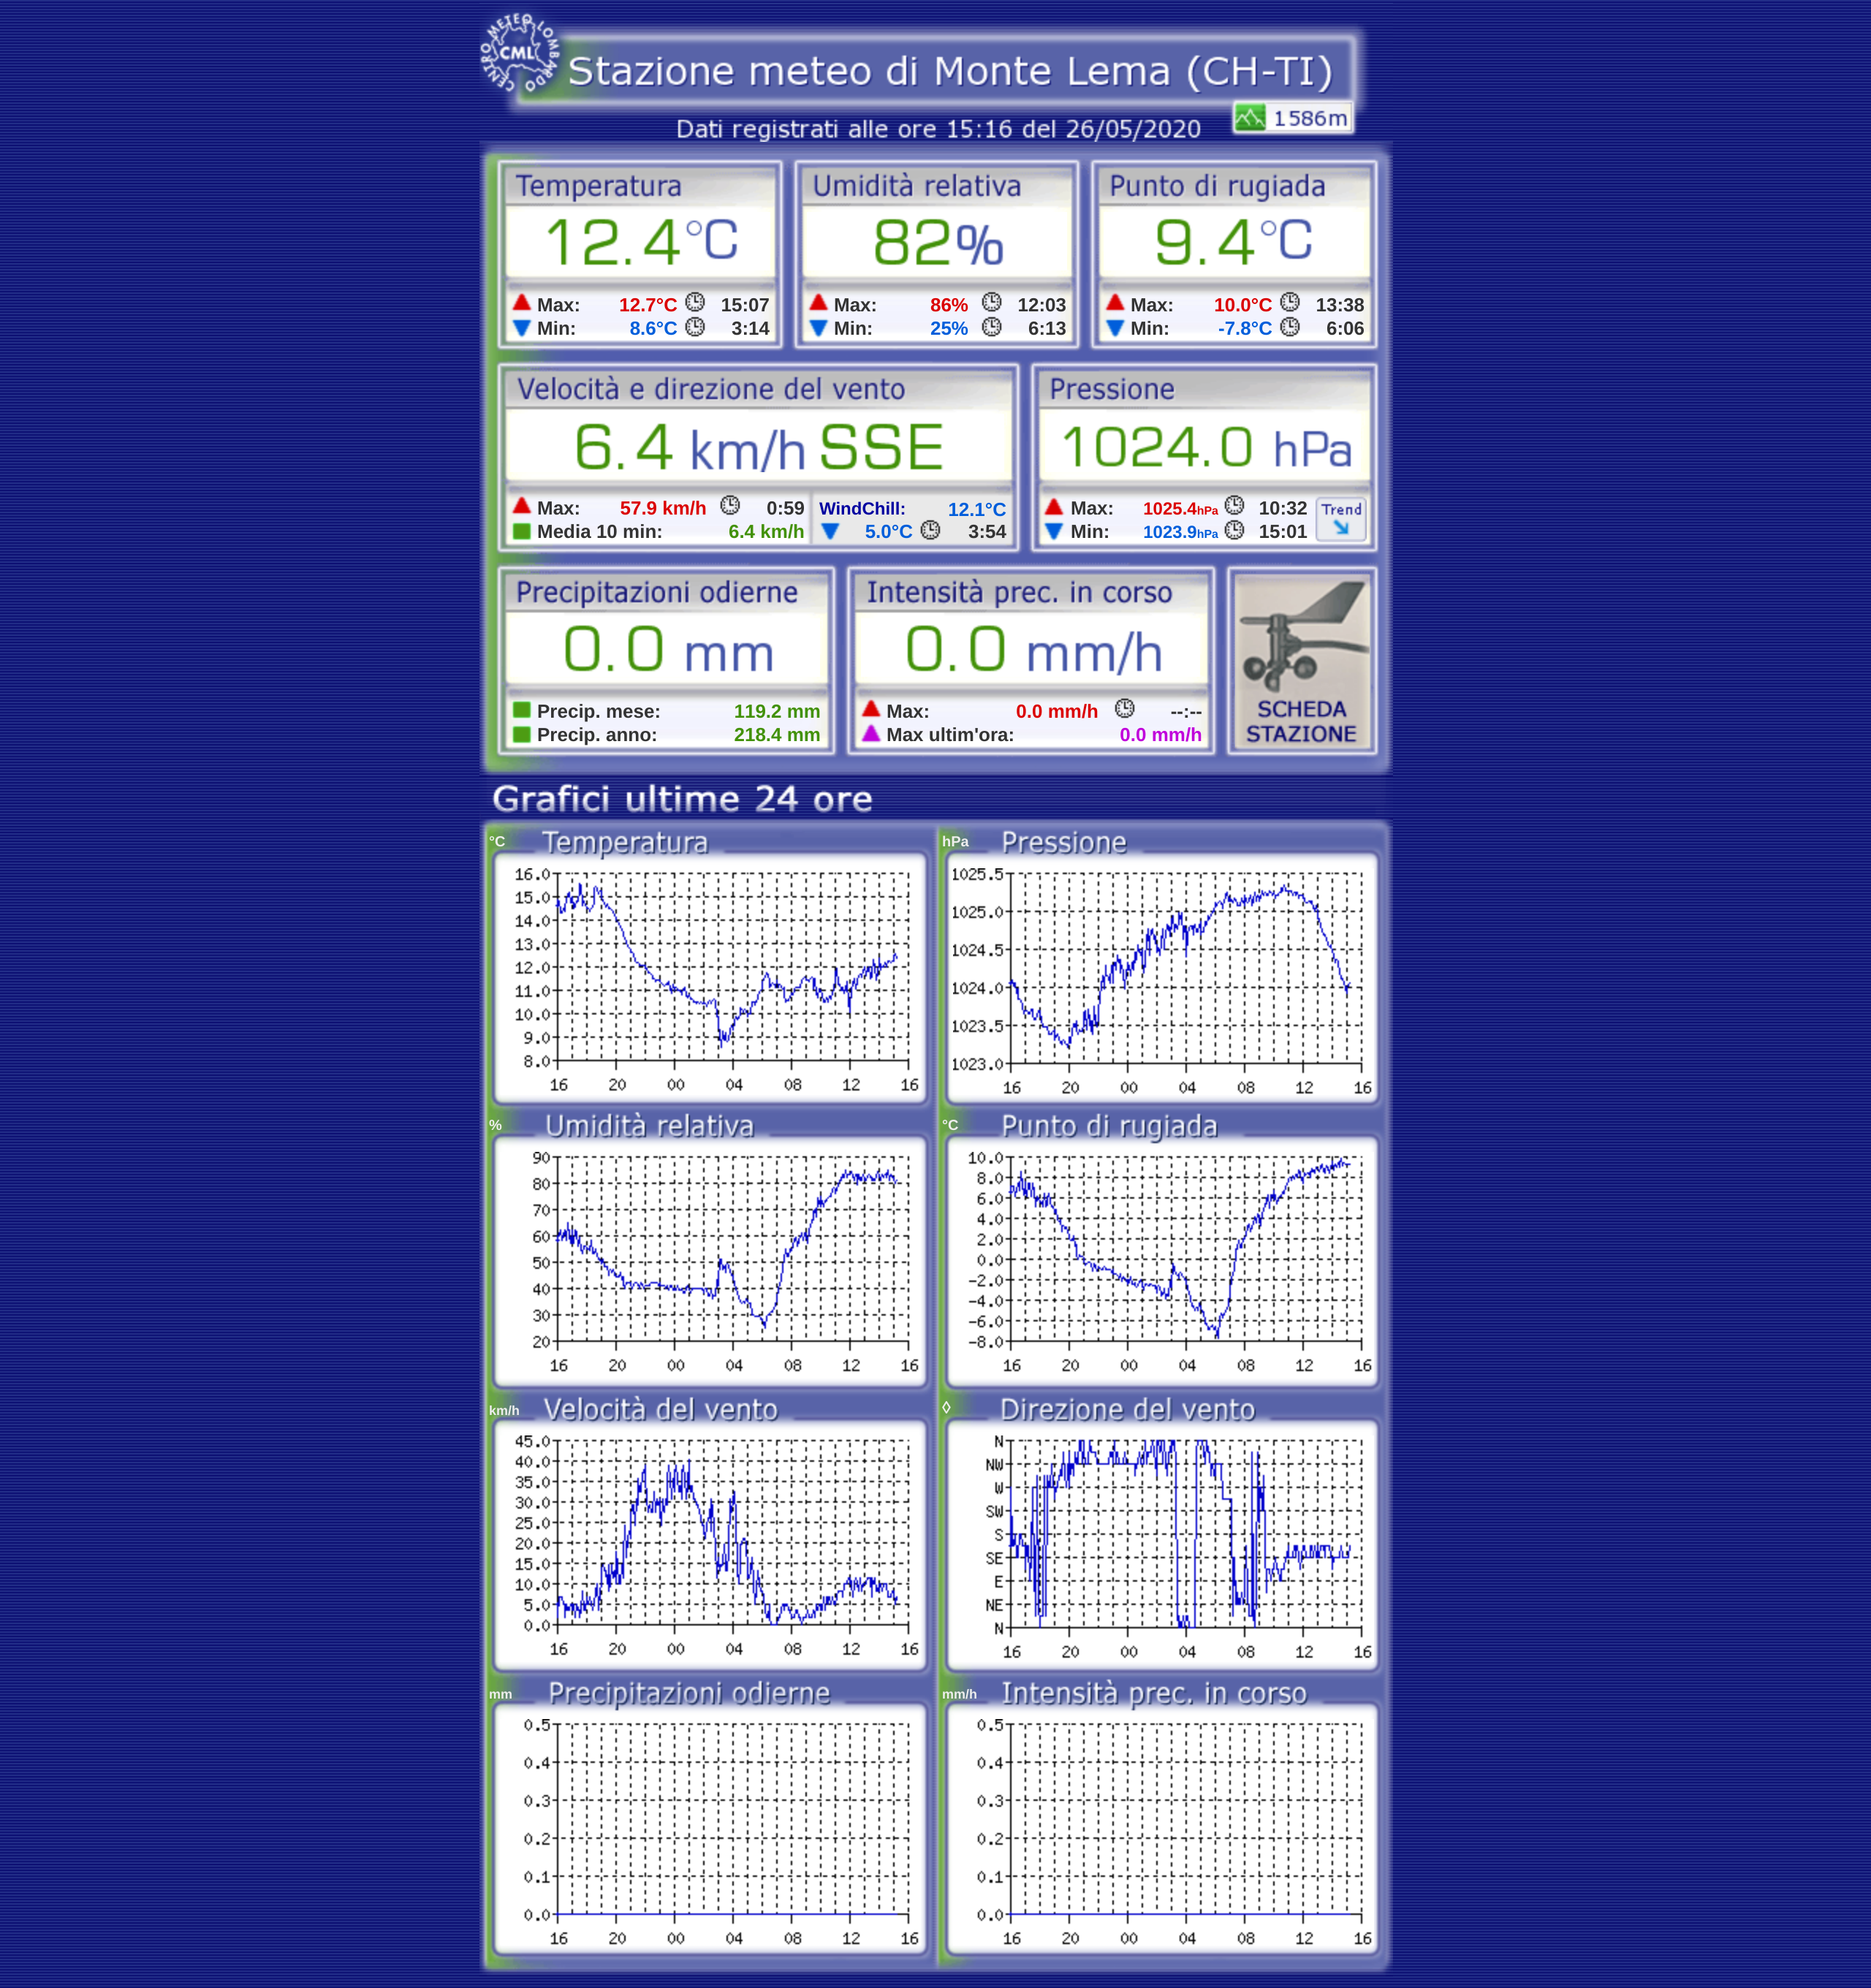 CENTRO METEO LOMBARDO
CML
Stazione meteo di Monte Lema (CH-TI)
1586m
Dati registrati alle ore 15:16 del 26/05/2020
Temperatura
12.4°C
Max: 12.7°C 15:07
Min: 8.6°C 3:14
Umidità relativa
82%
Max: 86% 12:03
Min: 25% 6:13
Punto di rugiada
9.4°C
Max: 10.0°C 13:38
Min: -7.8°C 6:06
Velocità e direzione del vento
6.4 km/h SSE
Max: 57.9 km/h 0:59
Media 10 min: 6.4 km/h
WindChill: 12.1°C
5.0°C 3:54
Pressione
1024.0 hPa
Max: 1025.4hPa 10:32
Min: 1023.9hPa 15:01
Trend
Precipitazioni odierne
0.0 mm
Precip. mese: 119.2 mm
Precip. anno: 218.4 mm
Intensità prec. in corso
0.0 mm/h
Max: 0.0 mm/h --:--
Max ultim'ora: 0.0 mm/h
SCHEDA
STAZIONE
Grafici ultime 24 ore
°C Temperatura
16.0
15.0
14.0
13.0
12.0
11.0
10.0
9.0
8.0
16 20 00 04 08 12 16
hPa Pressione
1025.5
1025.0
1024.5
1024.0
1023.5
1023.0
16 20 00 04 08 12 16
% Umidità relativa
90
80
70
60
50
40
30
20
16 20 00 04 08 12 16
°C Punto di rugiada
10.0
8.0
6.0
4.0
2.0
0.0
-2.0
-4.0
-6.0
-8.0
16 20 00 04 08 12 16
km/h Velocità del vento
45.0
40.0
35.0
30.0
25.0
20.0
15.0
10.0
5.0
0.0
16 20 00 04 08 12 16
◊ Direzione del vento
N
NW
W
SW
S
SE
E
NE
N
16 20 00 04 08 12 16
mm Precipitazioni odierne
0.5
0.4
0.3
0.2
0.1
0.0
16 20 00 04 08 12 16
mm/h Intensità prec. in corso
0.5
0.4
0.3
0.2
0.1
0.0
16 20 00 04 08 12 16